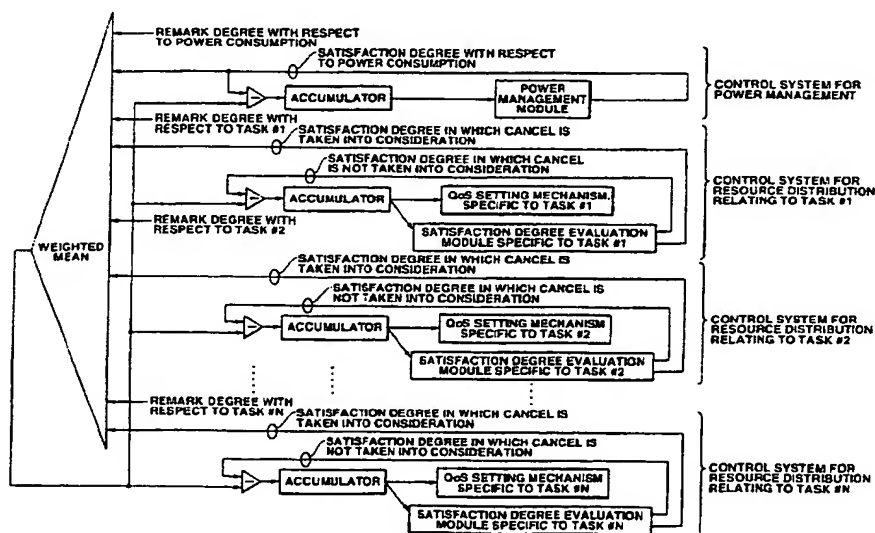 REMARK DEGREE WITH RESPECT
TO POWER CONSUMPTION
SATISFACTION DEGREE WITH RESPECT
TO POWER CONSUMPTION
ACCUMULATOR
POWER
MANAGEMENT
MODULE
CONTROL SYSTEM FOR
POWER MANAGEMENT
REMARK DEGREE WITH
RESPECT TO TASK #1
SATISFACTION DEGREE IN WHICH CANCEL IS
TAKEN INTO CONSIDERATION
SATISFACTION DEGREE IN WHICH CANCEL
IS NOT TAKEN INTO CONSIDERATION
ACCUMULATOR
QoS SETTING MECHANISM
SPECIFIC TO TASK #1
SATISFACTION DEGREE EVALUATION
MODULE SPECIFIC TO TASK #1
CONTROL SYSTEM FOR
RESOURCE DISTRIBUTION
RELATING TO TASK #1
REMARK DEGREE WITH
RESPECT TO TASK #2
WEIGHTED
MEAN
SATISFACTION DEGREE IN WHICH CANCEL IS
TAKEN INTO CONSIDERATION
SATISFACTION DEGREE IN WHICH CANCEL IS
NOT TAKEN INTO CONSIDERATION
ACCUMULATOR
QoS SETTING MECHANISM
SPECIFIC TO TASK #2
SATISFACTION DEGREE EVALUATION
MODULE SPECIFIC TO TASK #2
CONTROL SYSTEM FOR
RESOURCE DISTRIBUTION
RELATING TO TASK #2
REMARK DEGREE WITH
RESPECT TO TASK #N
SATISFACTION DEGREE IN WHICH CANCEL IS
TAKEN INTO CONSIDERATION
SATISFACTION DEGREE IN WHICH CANCEL IS
NOT TAKEN INTO CONSIDERATION
ACCUMULATOR
QoS SETTING MECHANISM
SPECIFIC TO TASK #N
SATISFACTION DEGREE EVALUATION
MODULE SPECIFIC TO TASK #N
CONTROL SYSTEM FOR
RESOURCE DISTRIBUTION
RELATING TO TASK #N